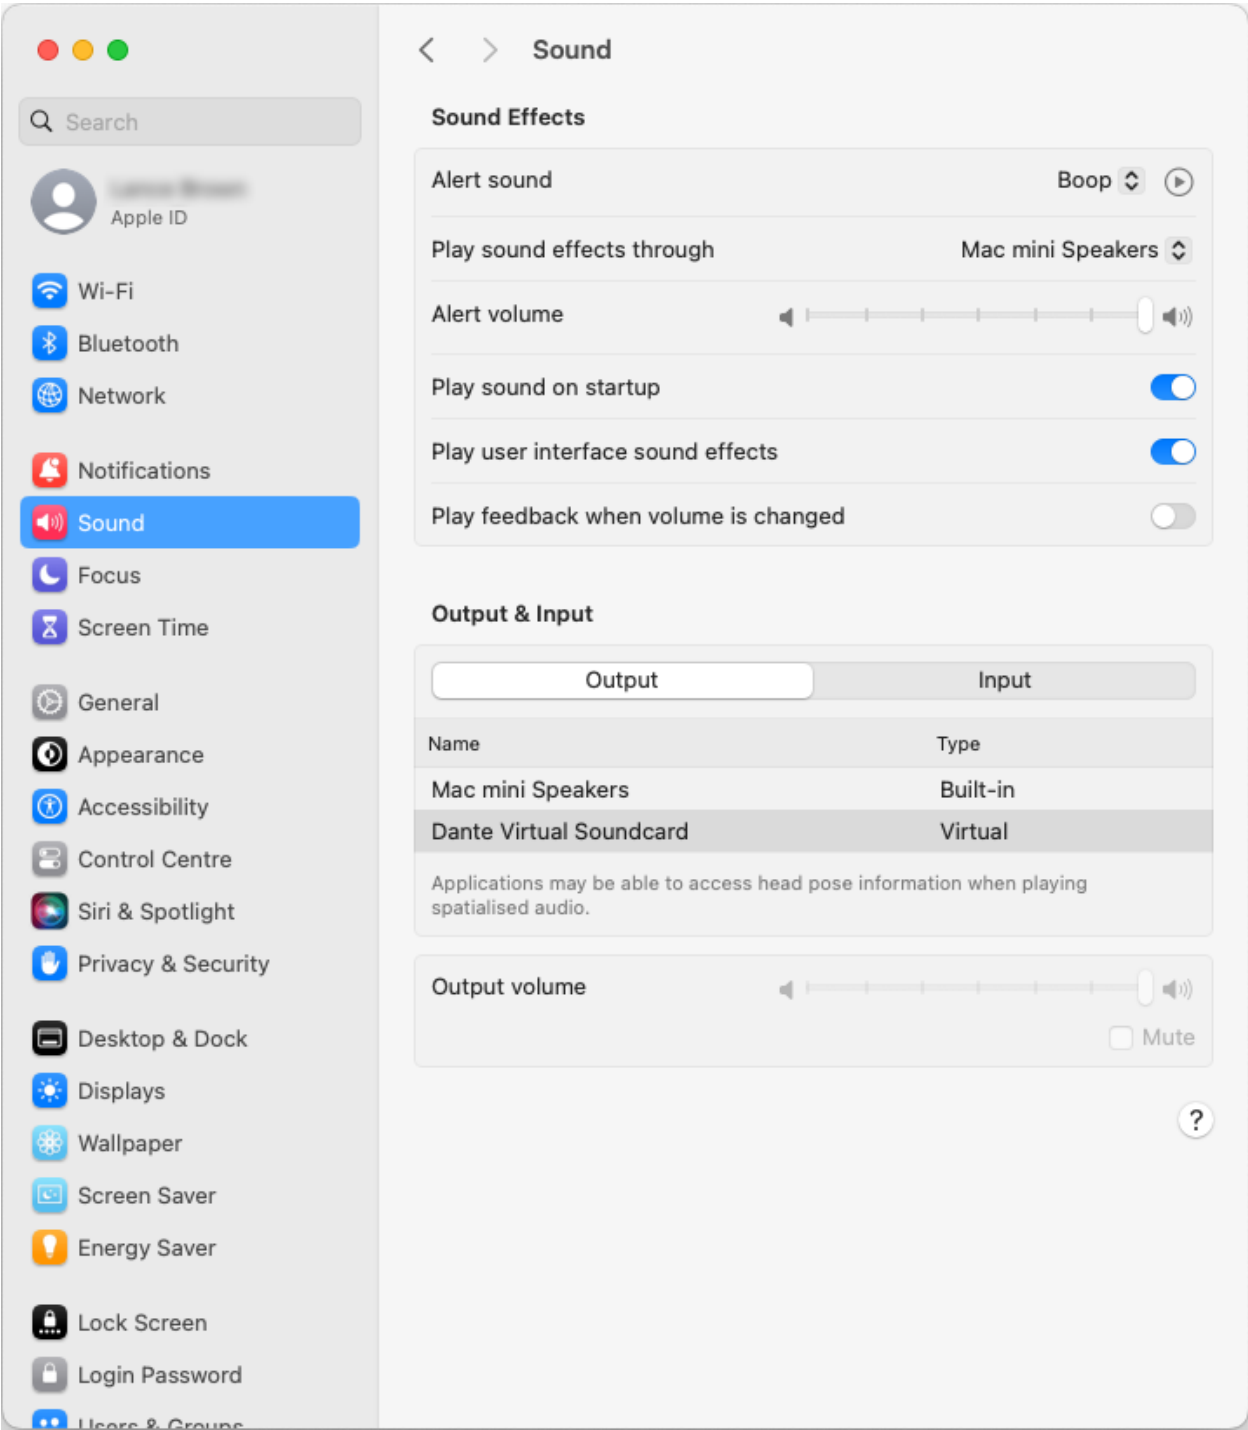 Search
Apple ID
Wi-Fi
Bluetooth
Network
Notifications
Sound
Focus
Screen Time
General
Appearance
Accessibility
Control Centre
Siri & Spotlight
Privacy & Security
Desktop & Dock
Displays
Wallpaper
Screen Saver
Energy Saver
Lock Screen
Login Password
Users & Groups
Sound
Sound Effects
Alert sound Boop
Play sound effects through Mac mini Speakers
Alert volume
Play sound on startup
Play user interface sound effects
Play feedback when volume is changed
Output & Input
Output Input
Name Type
Mac mini Speakers Built-in
Dante Virtual Soundcard Virtual
Applications may be able to access head pose information when playing
spatialised audio.
Output volume
Mute
?